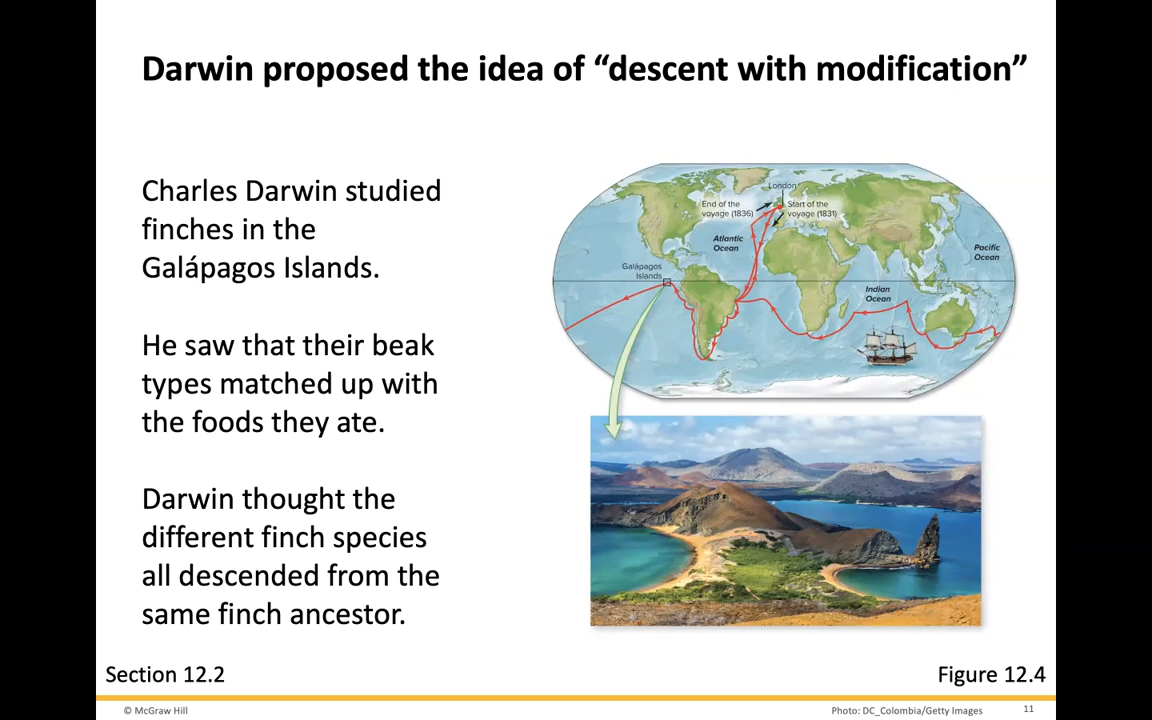 Darwin proposed the idea of “descent with modification”
Charles Darwin studied
finches in the
Galápagos Islands.
He saw that their beak
types matched up with
the foods they ate.
Darwin thought the
different finch species
all descended from the
same finch ancestor.
London
End of the
voyage (1836)
Start of the
voyage (1831)
Atlantic
Ocean
Pacific
Ocean
Galápagos
Islands
Indian
Ocean
Section 12.2
Figure 12.4
© McGraw Hill
Photo: DC_Colombia/Getty Images
11